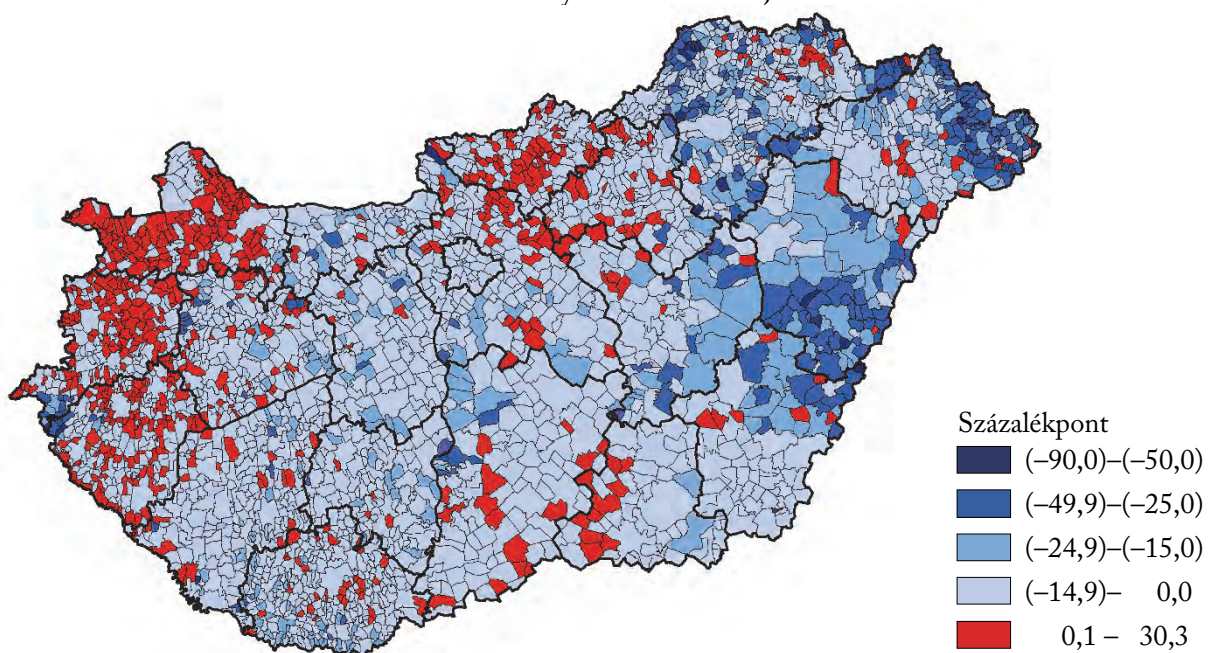 Százalékpont
(–90,0)–(–50,0)
(–49,9)–(–25,0)
(–24,9)–(–15,0)
(–14,9)– 0,0
0,1 – 30,3